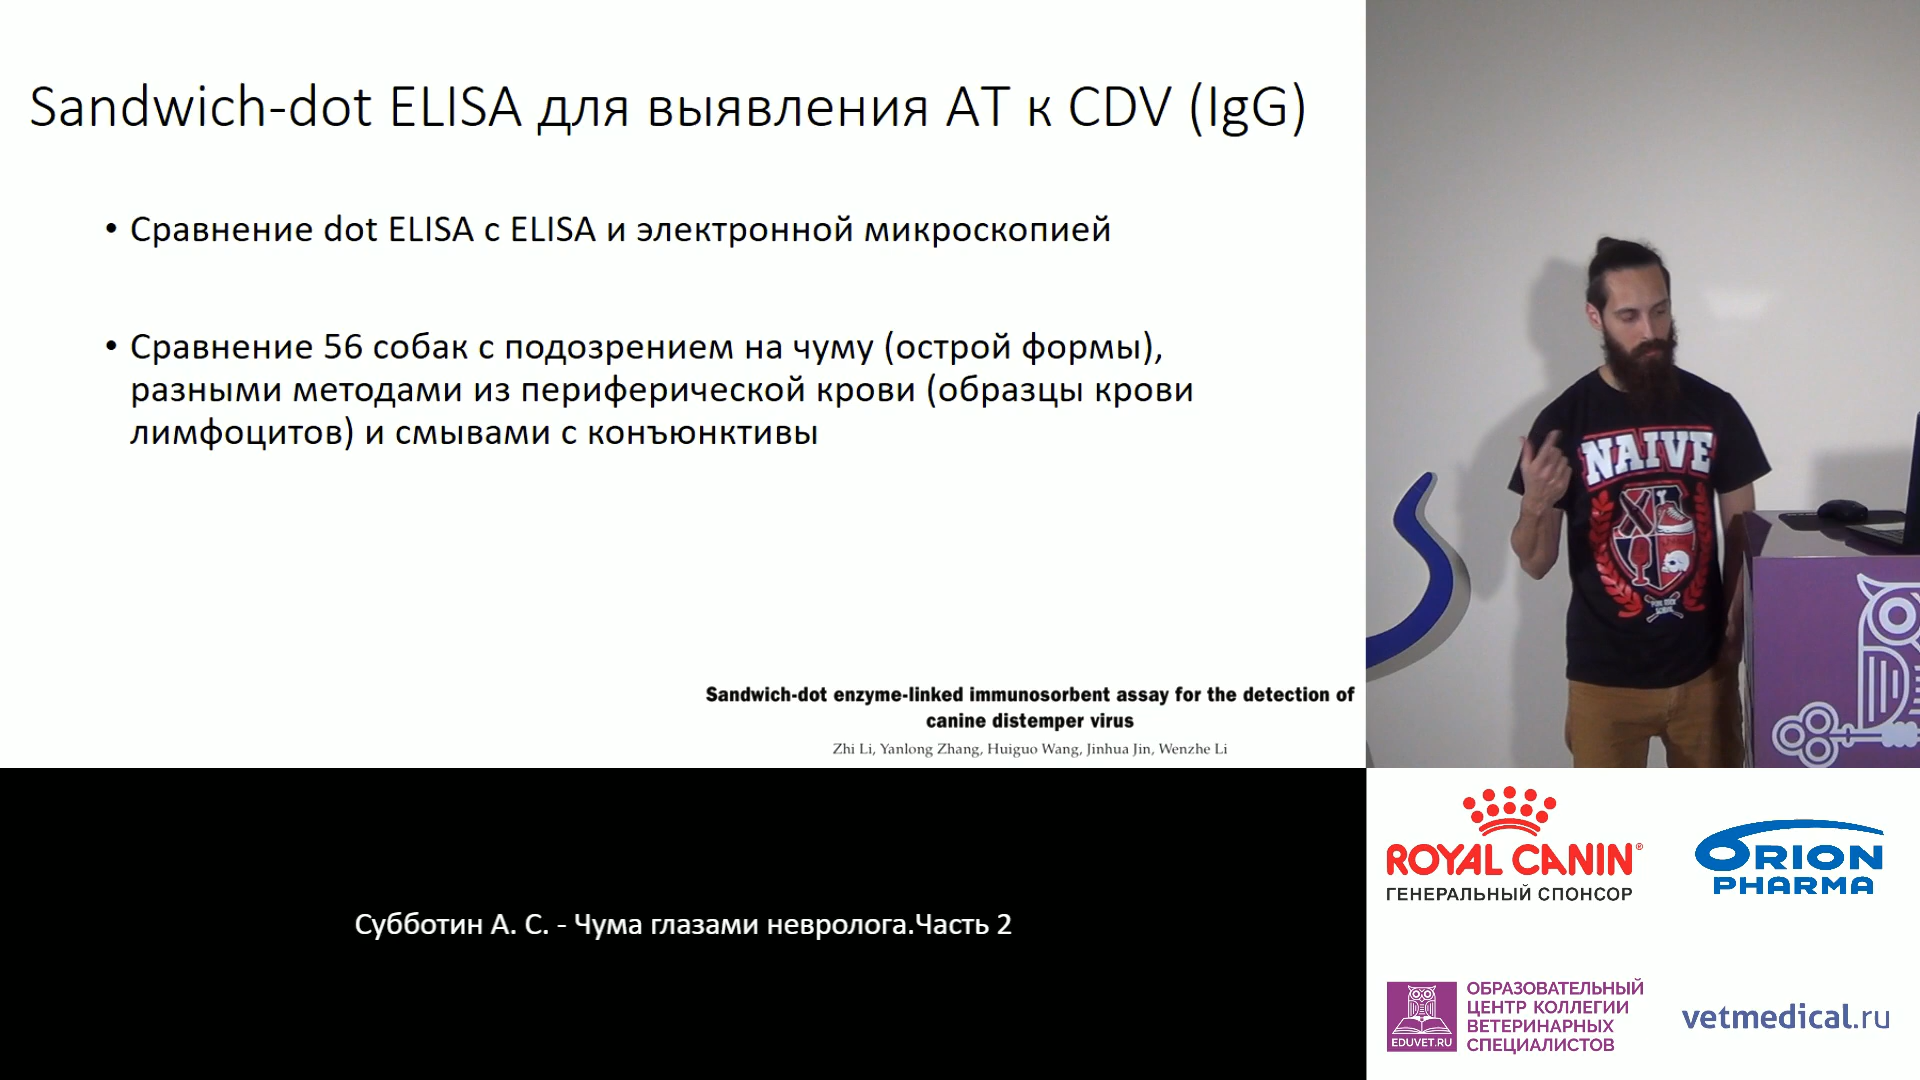 Sandwich-dot ELISA для выявления АТ к CDV (IgG)
• Сравнение dot ELISA с ELISA и электронной микроскопией
• Сравнение 56 собак с подозрением на чуму (острой формы),
разными методами из периферической крови (образцы крови
лимфоцитов) и смывами с конъюнктивы
Sandwich-dot enzyme-linked immunosorbent assay for the detection of
canine distemper virus
Zhi Li, Yanlong Zhang, Huiguo Wang, Jinhua Jin, Wenzhe Li
NAIVE
PUNK ROCK
SCHOOL
Субботин А. С. - Чума глазами невролога.Часть 2
ROYAL CANIN®
ГЕНЕРАЛЬНЫЙ СПОНСОР
ORION
PHARMA
EDUVET.RU
ОБРАЗОВАТЕЛЬНЫЙ
ЦЕНТР КОЛЛЕГИИ
ВЕТЕРИНАРНЫХ
СПЕЦИАЛИСТОВ
vetmedical.ru